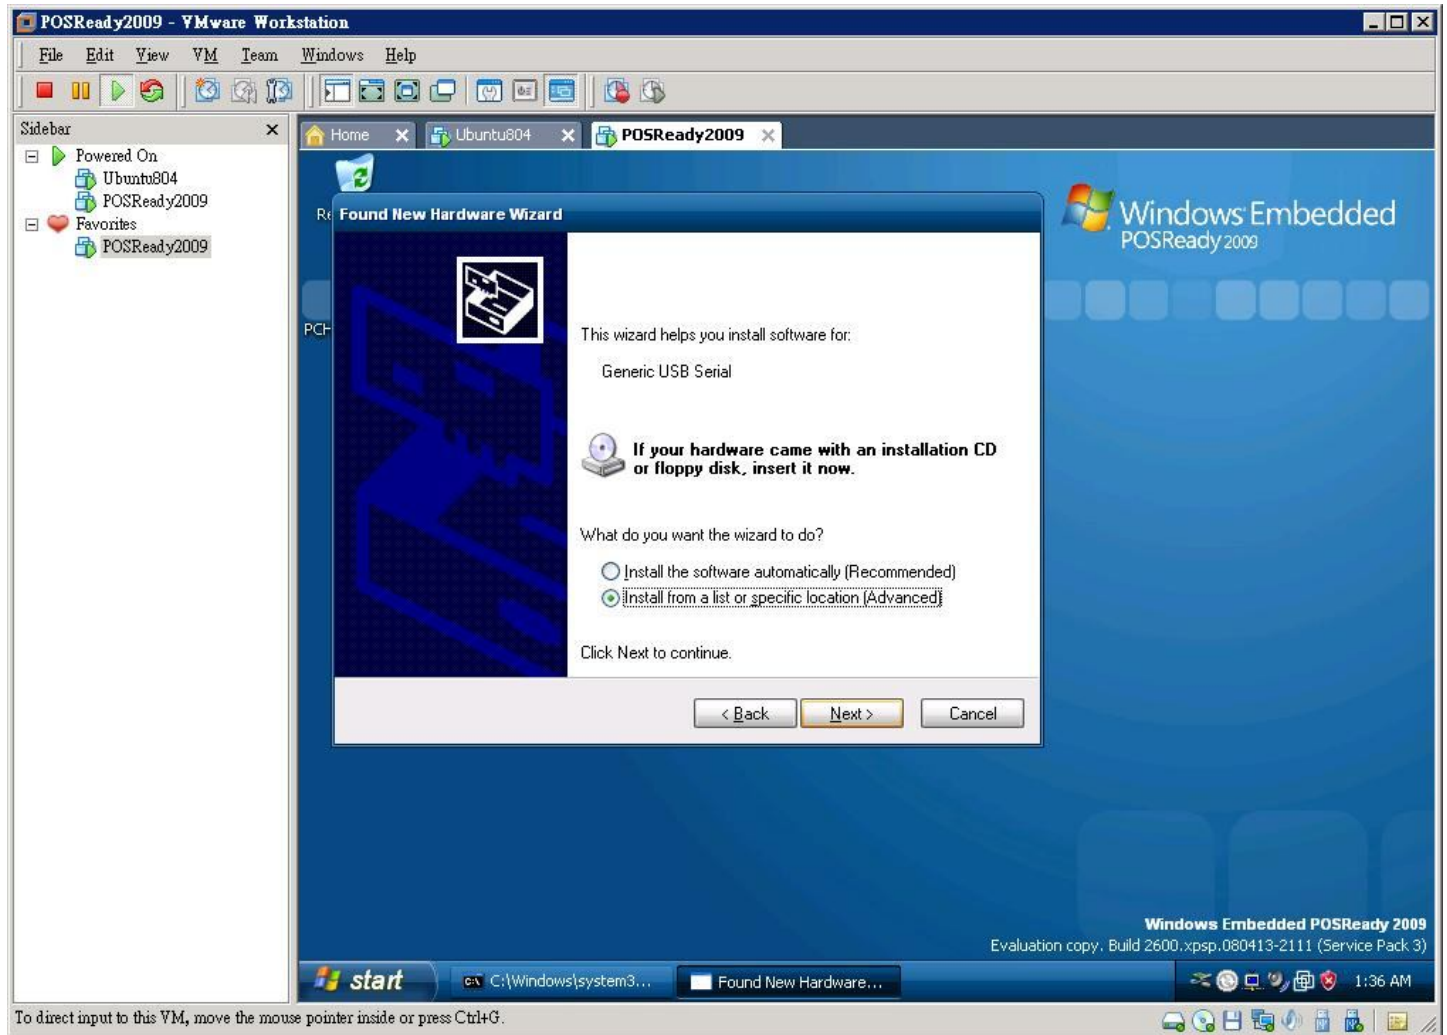 POSReady2009 - VMware Workstation
File Edit View VM Team Windows Help
Sidebar
Powered On
Ubuntu804
POSReady2009
Favorites
POSReady2009
Home
Ubuntu804
POSReady2009
Re
PCH
Found New Hardware Wizard
This wizard helps you install software for:
Generic USB Serial
If your hardware came with an installation CD
or floppy disk, insert it now.
What do you want the wizard to do?
Install the software automatically (Recommended)
Install from a list or specific location (Advanced)
Click Next to continue.
< Back
Next >
Cancel
Windows Embedded
POSReady 2009
Windows Embedded POSReady 2009
Evaluation copy. Build 2600.xpsp.080413-2111 (Service Pack 3)
start
C:\Windows\system3...
Found New Hardware...
1:36 AM
To direct input to this VM, move the mouse pointer inside or press Ctrl+G.